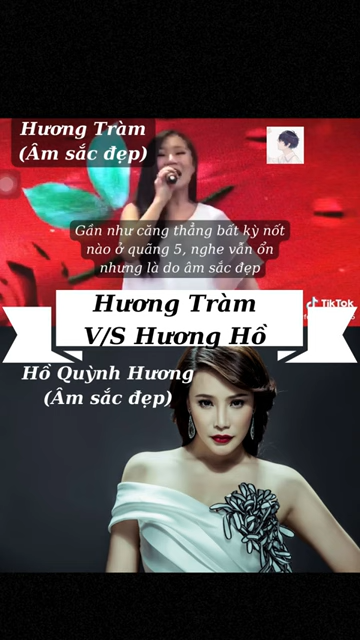 Hương Tràm
(Âm sắc đẹp)
Gần như căng thẳng bất kỳ nốt
nào ở quãng 5, nghe vẫn ổn
nhưng là do âm sắc đẹp
TikTok
Hương Tràm
V/S Hương Hồ
Hồ Quỳnh Hương
(Âm sắc đẹp)